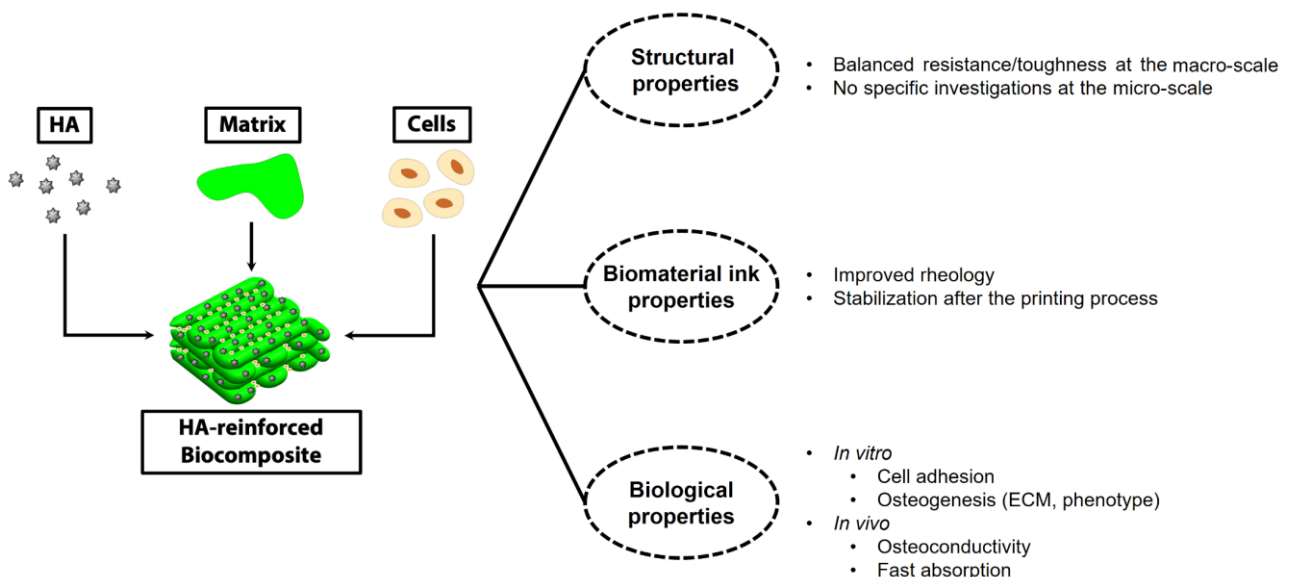 HA
Matrix
Cells
HA-reinforced
Biocomposite
Structural
properties
• Balanced resistance/toughness at the macro-scale
• No specific investigations at the micro-scale
Biomaterial ink
properties
• Improved rheology
• Stabilization after the printing process
Biological
properties
• In vitro
• Cell adhesion
• Osteogenesis (ECM, phenotype)
• In vivo
• Osteoconductivity
• Fast absorption